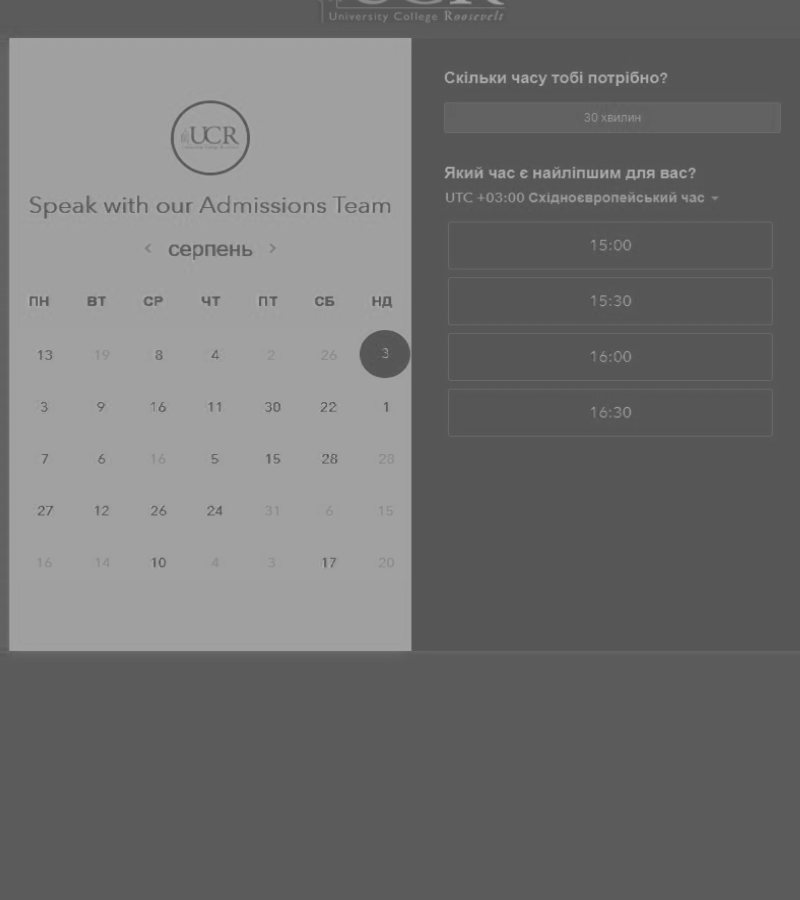 UCR
University College Roosevelt
UCR
Speak with our Admissions Team
< серпень >
ПН ВТ СР ЧТ ПТ СБ НД
13 19 8 4 2 26 3
3 9 16 11 30 22 1
7 6 16 5 15 28 28
27 12 26 24 31 6 15
16 14 10 4 3 17 20
Скільки часу тобі потрібно?
30 хвилин
Який час є найліпшим для вас?
UTC +03:00 Східноєвропейський час
15:00
15:30
16:00
16:30